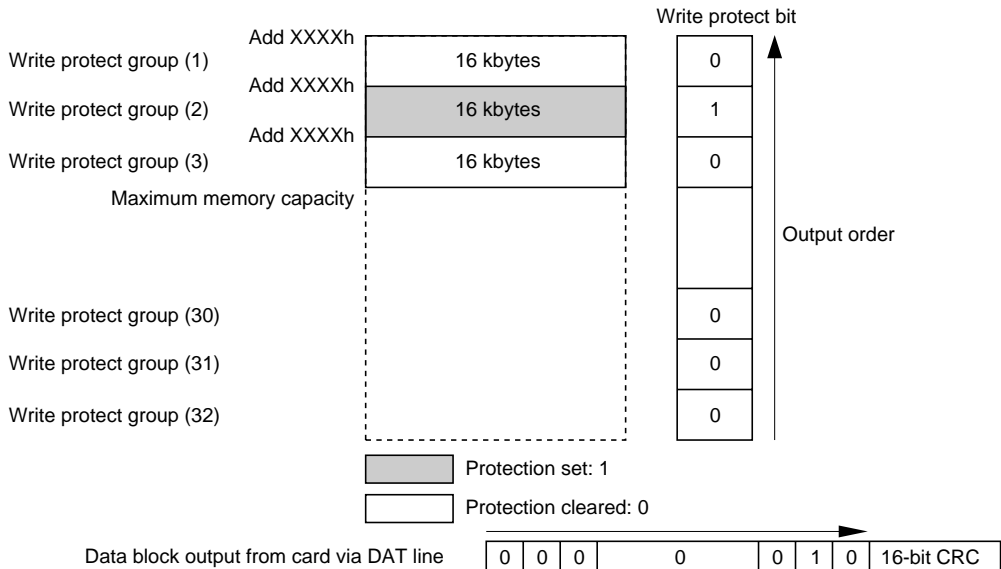 Write protect bit
Add XXXXh
Write protect group (1) 16 kbytes 0
Add XXXXh
Write protect group (2) 16 kbytes 1
Add XXXXh
Write protect group (3) 16 kbytes 0
Maximum memory capacity
Output order
Write protect group (30) 0
Write protect group (31) 0
Write protect group (32) 0
Protection set: 1
Protection cleared: 0
Data block output from card via DAT line 0 0 0 0 0 1 0 16-bit CRC